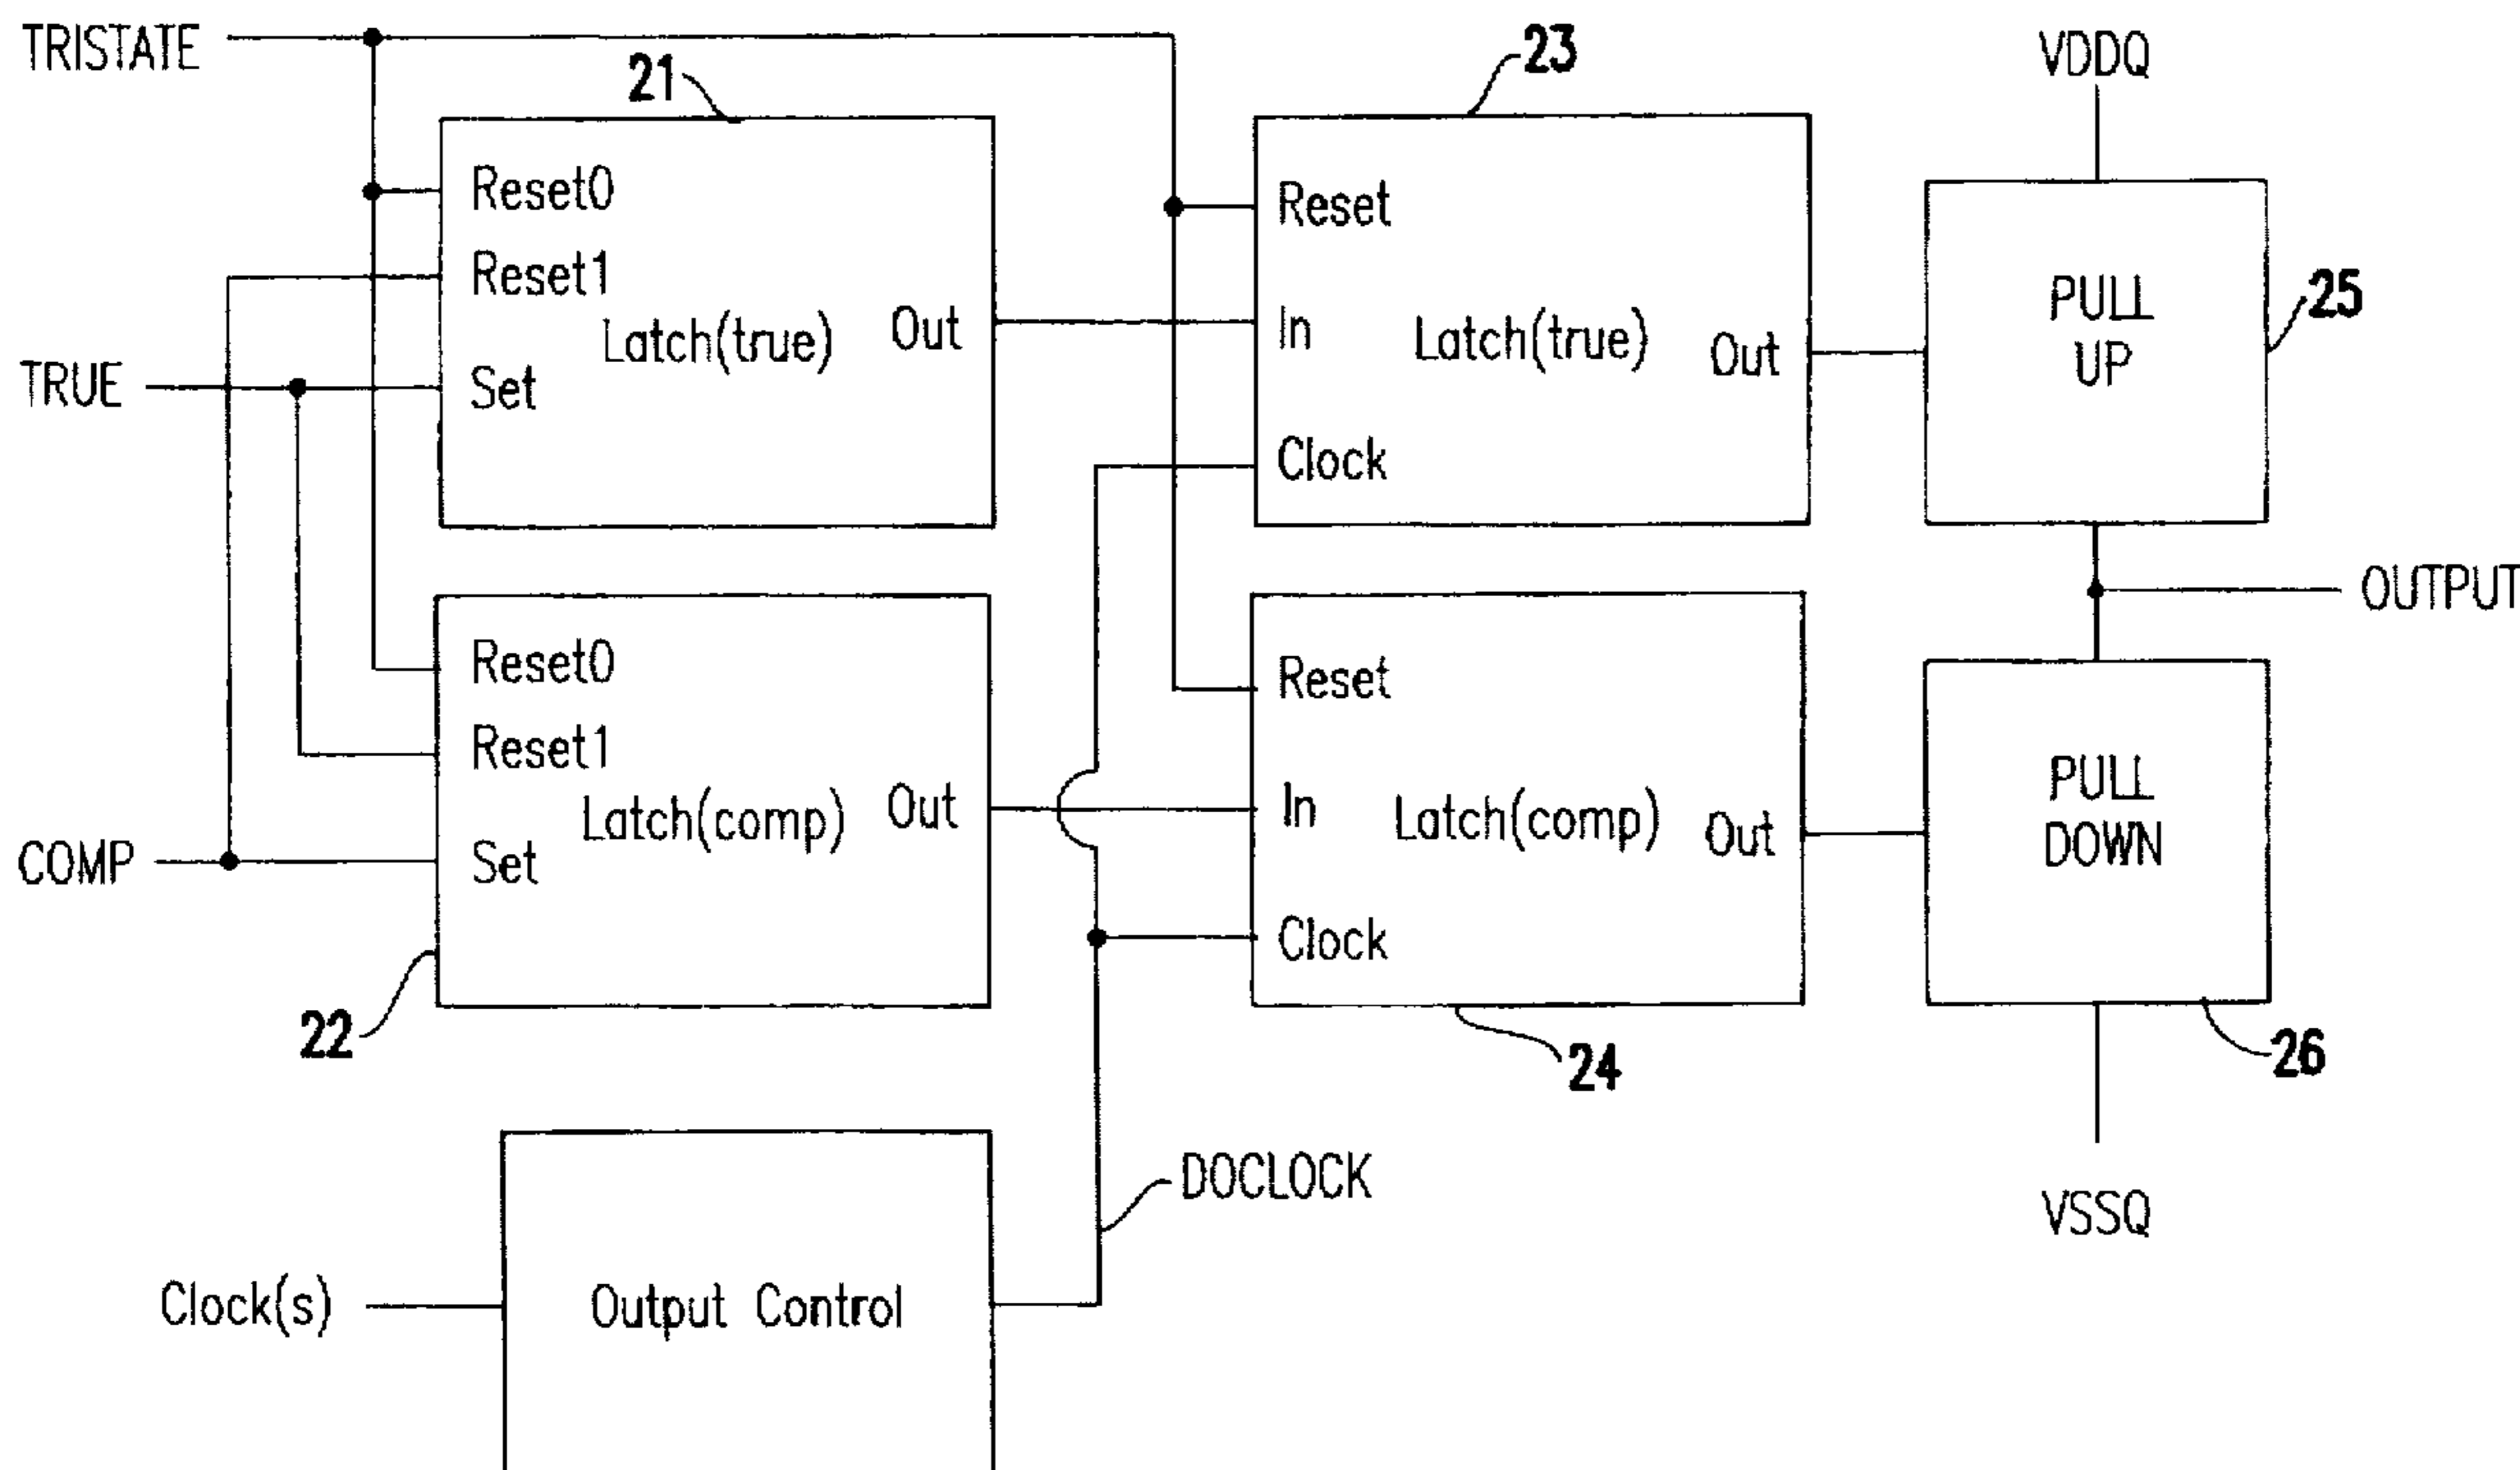 TRISTATE
21
23
VDDQ
Reset0
Reset1
Latch(true)
Out
Set
Reset
In
Latch(true)
Out
Clock
PULL
UP
25
TRUE
OUTPUT
Reset0
Reset1
Latch(comp)
Out
Set
COMP
22
Reset
In
Latch(comp)
Out
Clock
24
PULL
DOWN
26
DOCLOCK
VSSQ
Clock(s)
Output Control